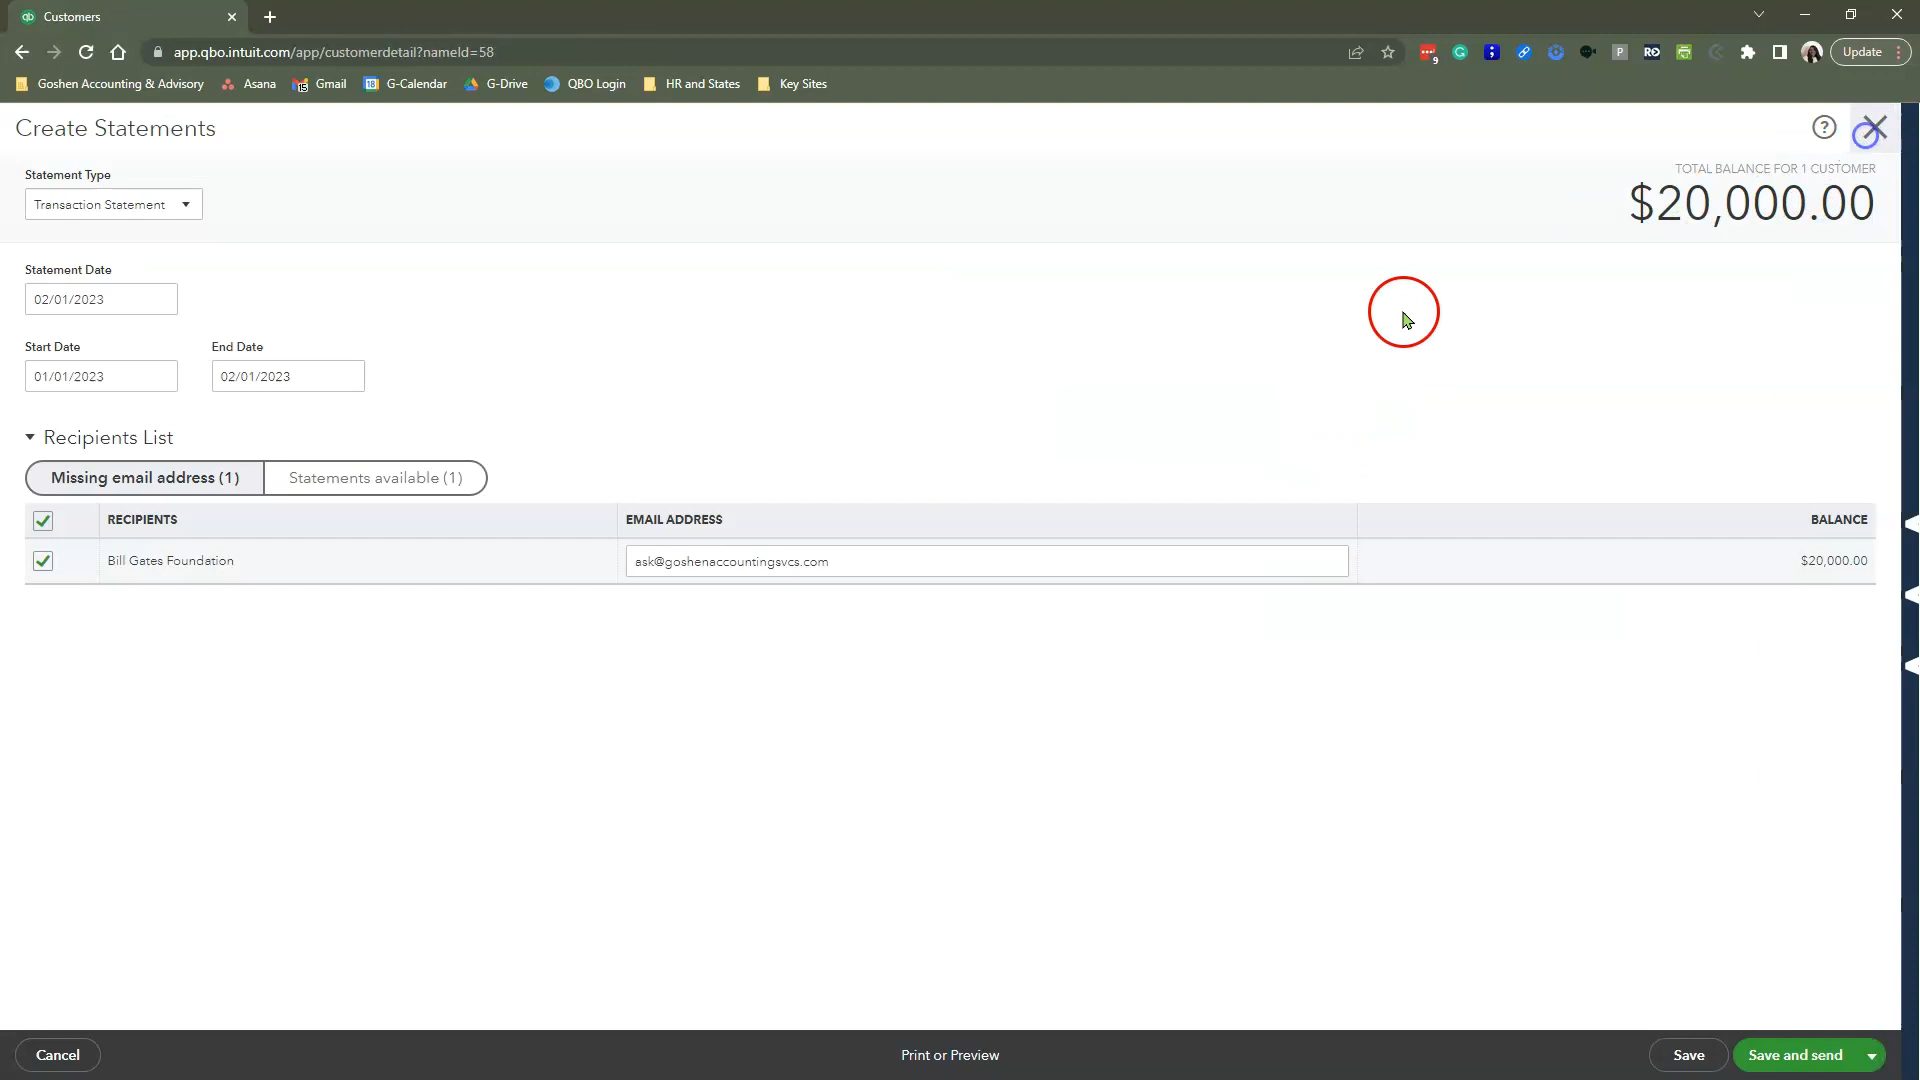 Customers
app.qbo.intuit.com/app/customerdetail?nameId=58
9
P
Update
Goshen Accounting & Advisory
Asana
15
Gmail
18
G-Calendar
G-Drive
QBO Login
HR and States
Key Sites
Create Statements
Statement Type
TOTAL BALANCE FOR 1 CUSTOMER
Transaction Statement
$20,000.00
Statement Date
02/01/2023
Start Date
End Date
01/01/2023
02/01/2023
Recipients List
Missing email address (1)
Statements available (1)
RECIPIENTS
EMAIL ADDRESS
BALANCE
Bill Gates Foundation
ask@goshenaccountingsvcs.com
$20,000.00
Cancel
Print or Preview
Save
Save and send